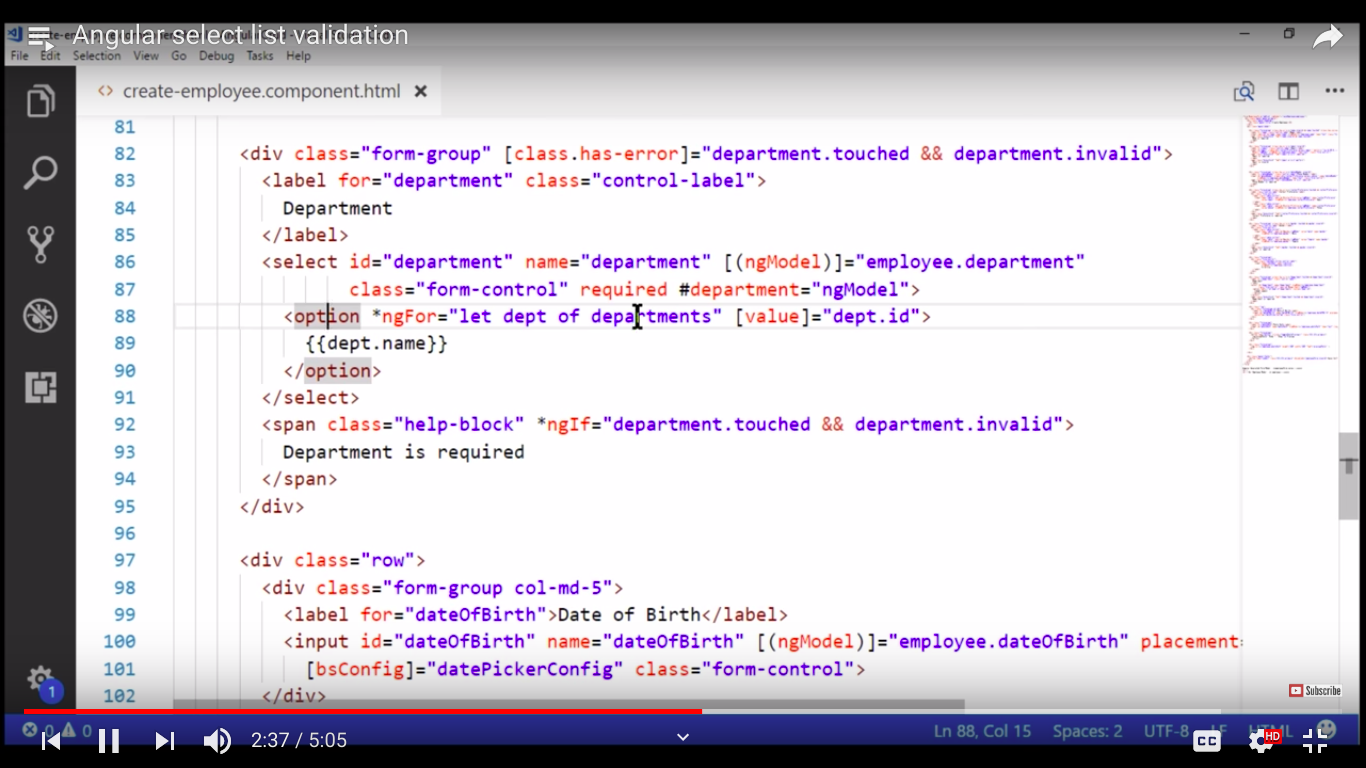 Angular select list validation
File Edit Selection View Go Debug Tasks Help
create-employee.component.html
81
82 <div class="form-group" [class.has-error]="department.touched && department.invalid">
83 <label for="department" class="control-label">
84 Department
85 </label>
86 <select id="department" name="department" [(ngModel)]="employee.department"
87 class="form-control" required #department="ngModel">
88 <option *ngFor="let dept of departments" [value]="dept.id">
89 {{dept.name}}
90 </option>
91 </select>
92 <span class="help-block" *ngIf="department.touched && department.invalid">
93 Department is required
94 </span>
95 </div>
96
97 <div class="row">
98 <div class="form-group col-md-5">
99 <label for="dateOfBirth">Date of Birth</label>
100 <input id="dateOfBirth" name="dateOfBirth" [(ngModel)]="employee.dateOfBirth" placement=
101 [bsConfig]="datePickerConfig" class="form-control">
102 </div>
1
Subscribe
0 0 Ln 88, Col 15 Spaces: 2 UTF-8 LF HTML
2:37 / 5:05 CC HD